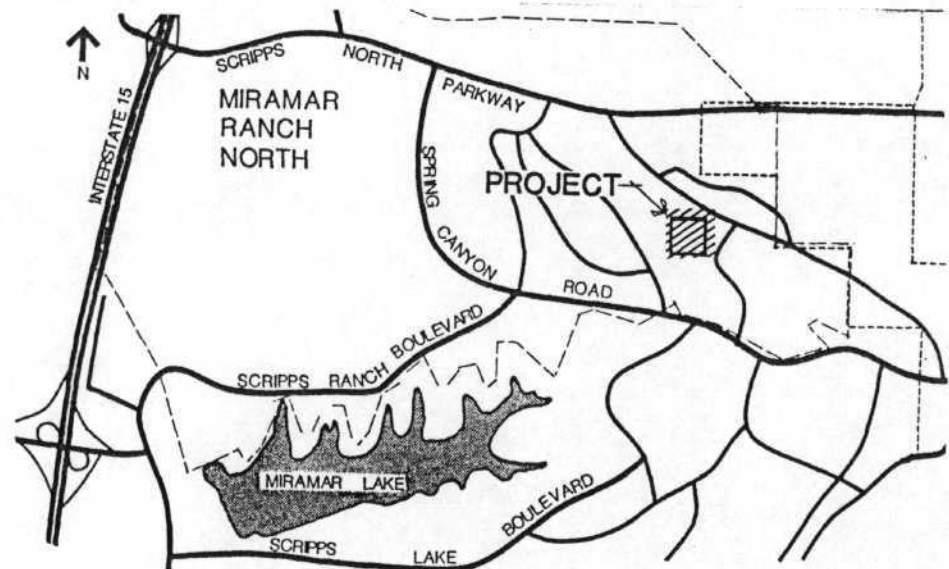 N
INTERSTATE 15
SCRIPPS NORTH PARKWAY
MIRAMAR
RANCH
NORTH
SPRING CANYON ROAD
PROJECT
SCRIPPS RANCH BOULEVARD
MIRAMAR LAKE
SCRIPPS LAKE BOULEVARD